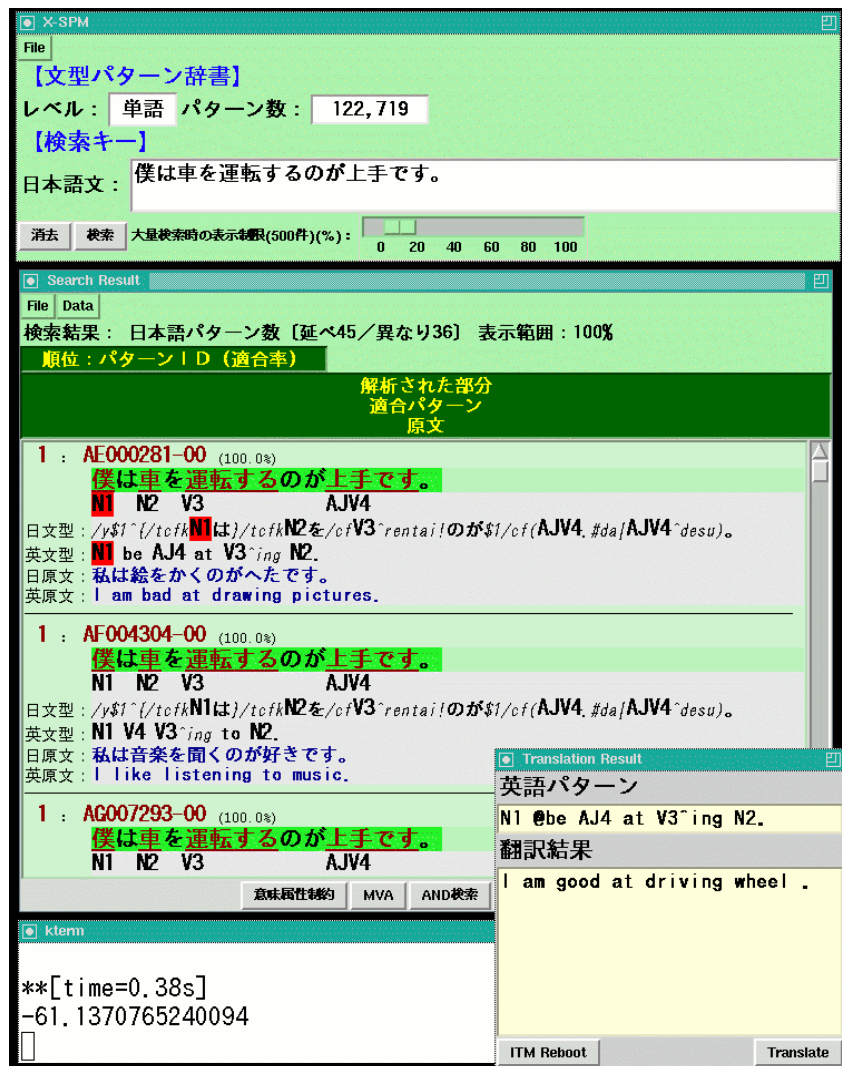 X-SPM
File
【文型パターン辞書】
レベル： 単語 パターン数： 122,719
【検索キー】
日本語文： 僕は車を運転するのが上手です。
消去 検索 大量検索時の表示制限(500件)(%)：
0 20 40 60 80 100
Search Result
File Data
検索結果： 日本語パターン数〔延べ45／異なり36〕 表示範囲：100%
順位：パターンＩＤ（適合率）
解析された部分
適合パターン
原文
1 : AE000281-00 (100.0%)
僕は車を運転するのが上手です。
N1 N2 V3 AJV4
日文型：/y$1^{/tcfkN1は}/tcfkN2を/cfV3^rentai!のが$1/cf(AJV4.#da|AJV4^desu)。
英文型：N1 be AJ4 at V3^ing N2.
日原文：私は絵をかくのがへたです。
英原文：I am bad at drawing pictures.
1 : AF004304-00 (100.0%)
僕は車を運転するのが上手です。
N1 N2 V3 AJV4
日文型：/y$1^{/tcfkN1は}/tcfkN2を/cfV3^rentai!のが$1/cf(AJV4.#da|AJV4^desu)。
英文型：N1 V4 V3^ing to N2.
日原文：私は音楽を聞くのが好きです。
英原文：I like listening to music.
1 : AG007293-00 (100.0%)
僕は車を運転するのが上手です。
N1 N2 V3 AJV4
意味属性制約 MVA AND検索
Translation Result
英語パターン
N1 @be AJ4 at V3^ing N2.
翻訳結果
I am good at driving wheel .
ITM Reboot Translate
kterm
**[time=0.38s]
-61.1370765240094